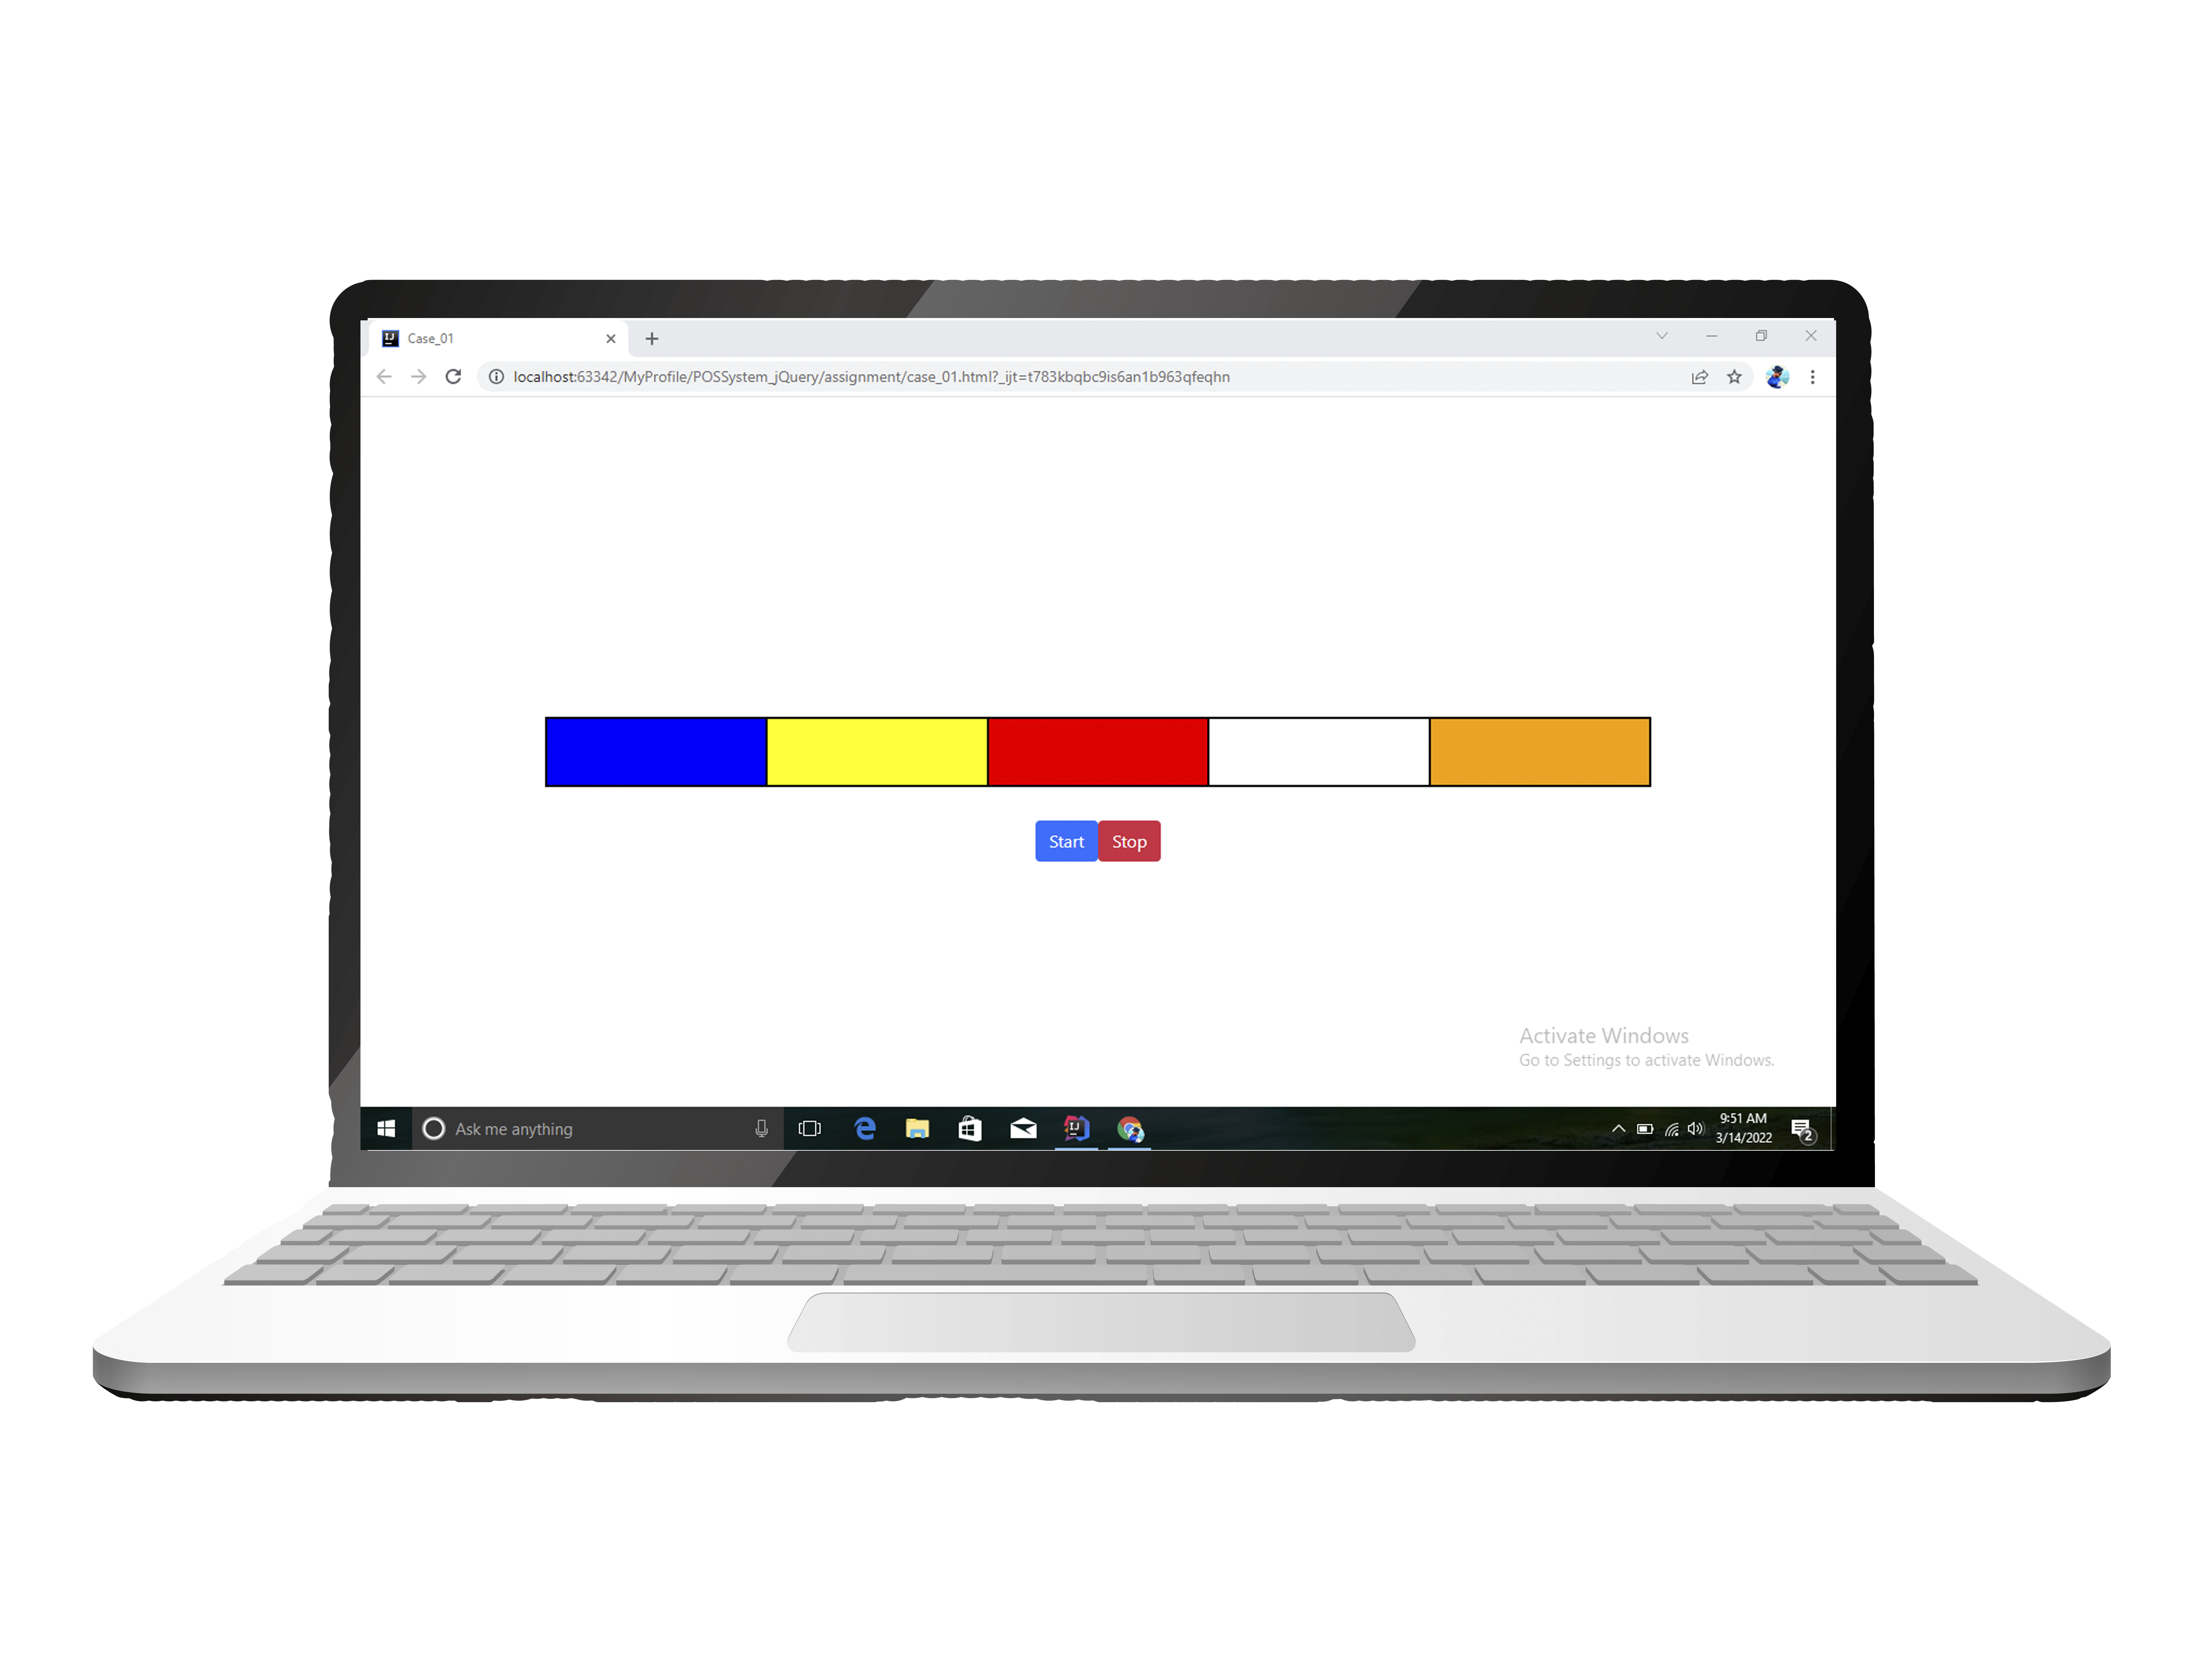 Case_01
localhost:63342/MyProfile/POSSystem_jQuery/assignment/case_01.html?_ijt=t783kbqbc9is6an1b963qfeqhn
Start Stop
Activate Windows
Go to Settings to activate Windows.
Ask me anything
9:51 AM
3/14/2022
2